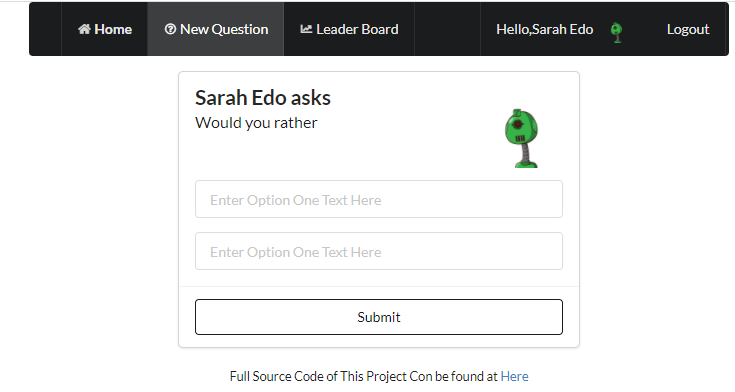 Home New Question Leader Board Hello,Sarah Edo Logout
Sarah Edo asks
Would you rather
Enter Option One Text Here
Enter Option One Text Here
Submit
Full Source Code of This Project Con be found at Here